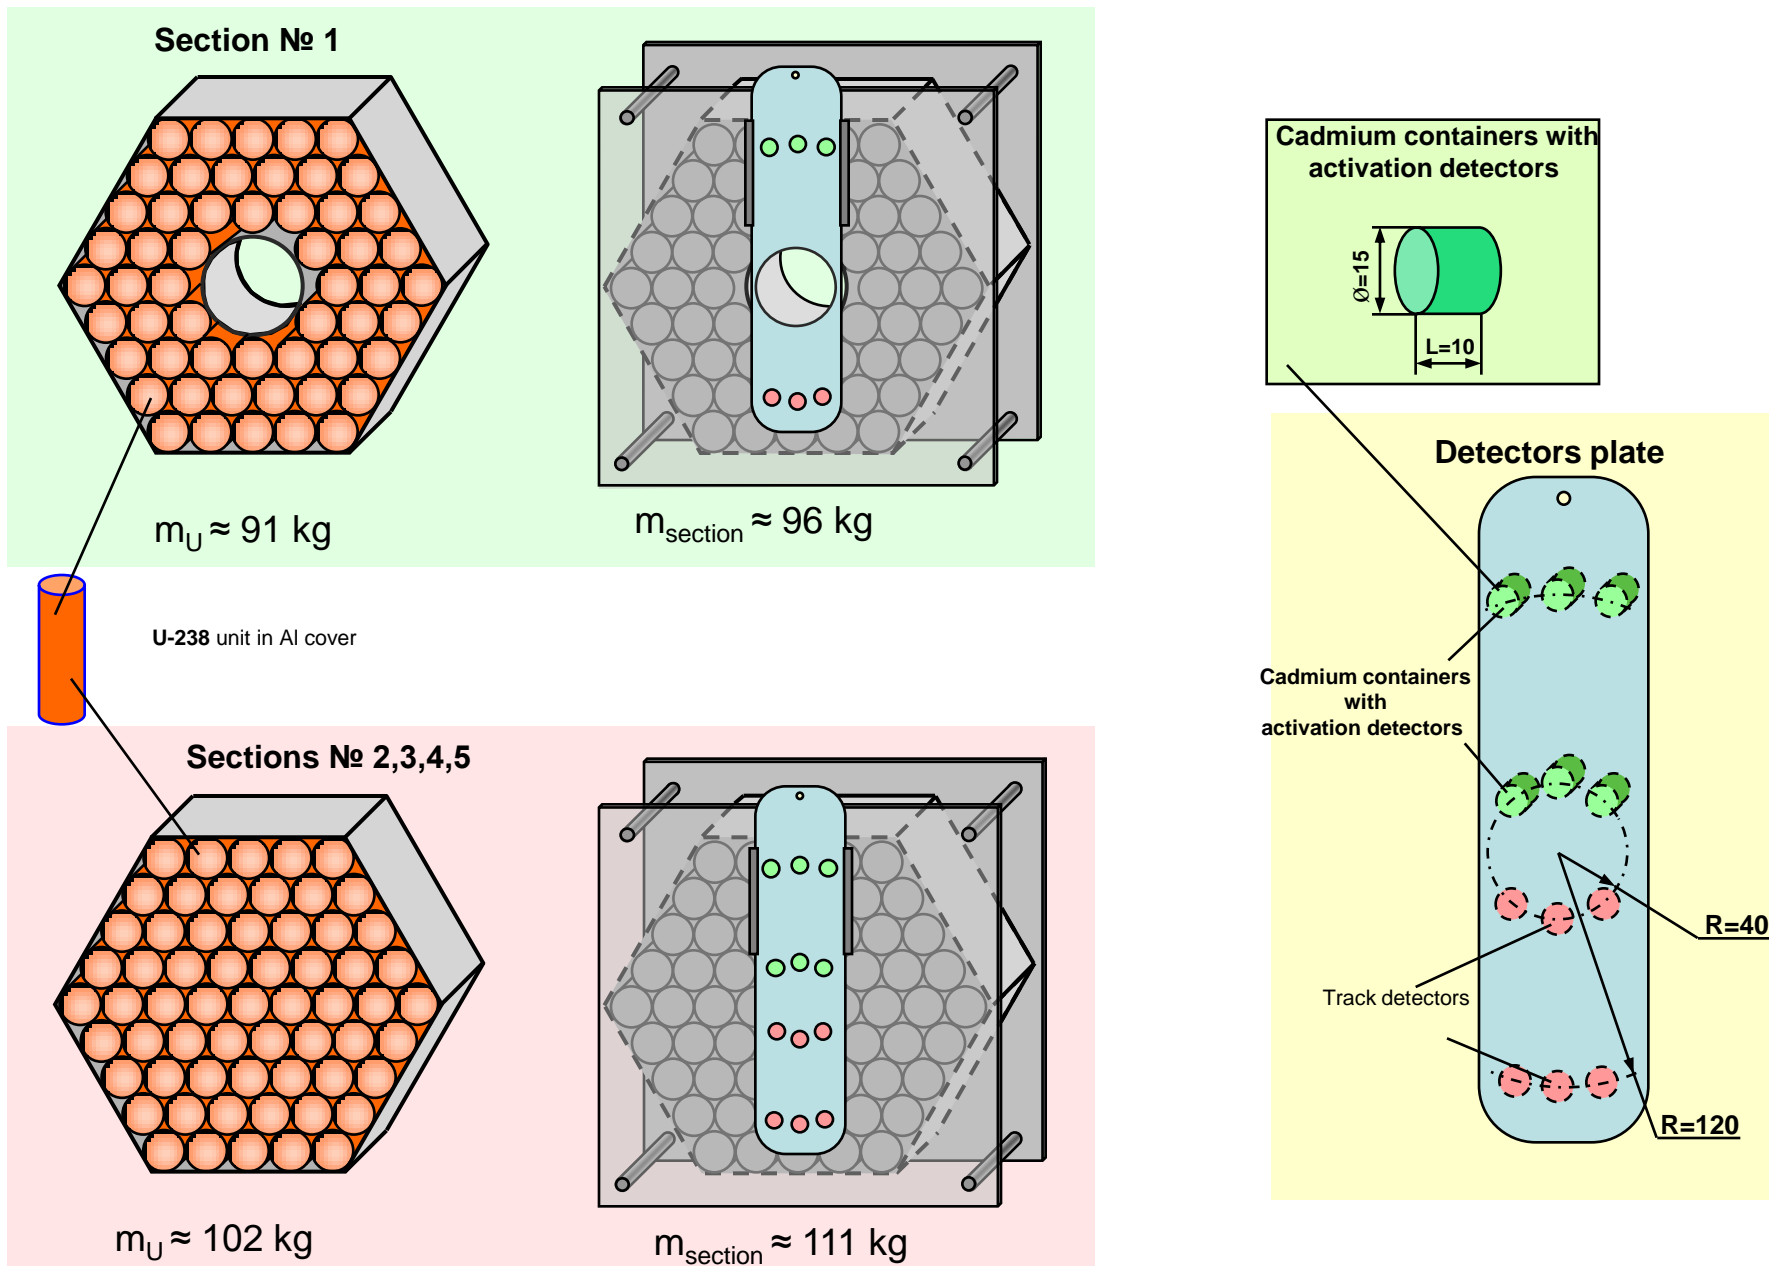 Section № 1
m_U ≈ 91 kg
m_section ≈ 96 kg
U-238 unit in Al cover
Sections № 2,3,4,5
m_U ≈ 102 kg
m_section ≈ 111 kg
Cadmium containers with
activation detectors
Ø=15
L=10
Detectors plate
Cadmium containers
with
activation detectors
R=40
Track detectors
R=120